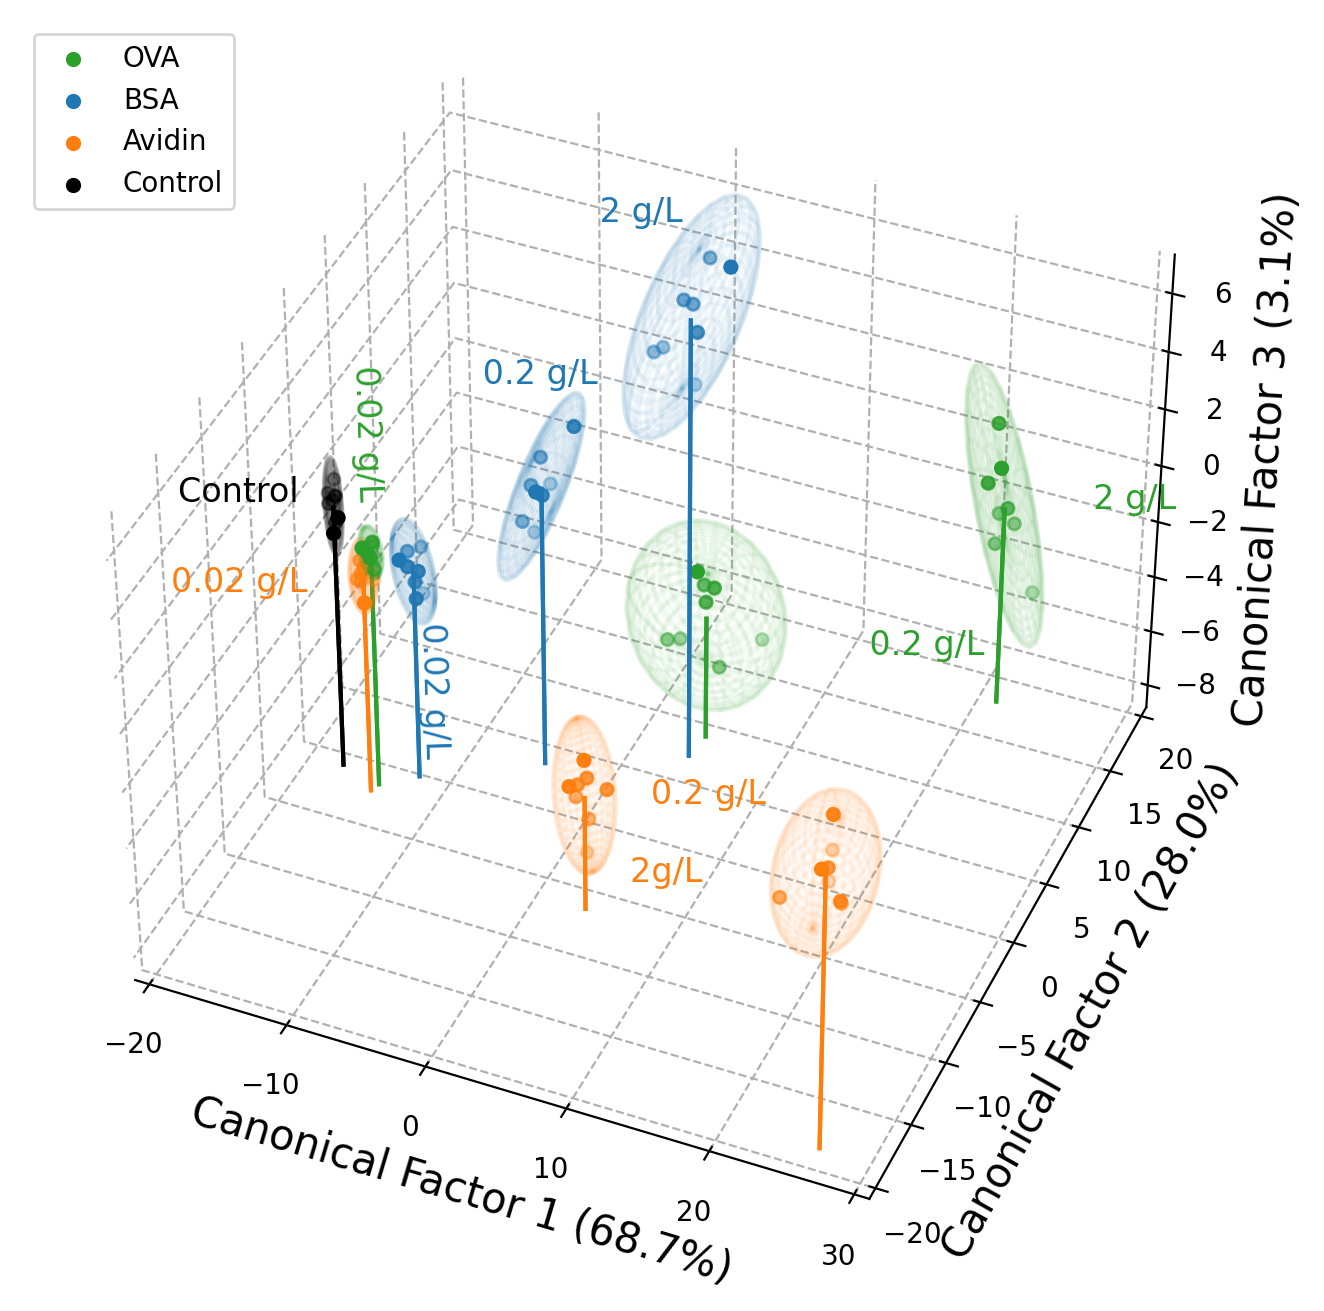 OVA
BSA
Avidin
Control
2 g/L
0.2 g/L
0.02 g/L
Control
0.02 g/L
0.02 g/L
2 g/L
0.2 g/L
0.2 g/L
2g/L
6
4
2
0
−2
−4
−6
−8
Canonical Factor 3 (3.1%)
20
15
10
5
0
−5
−10
−15
−20
Canonical Factor 2 (28.0%)
−20
−10
0
10
20
30
Canonical Factor 1 (68.7%)